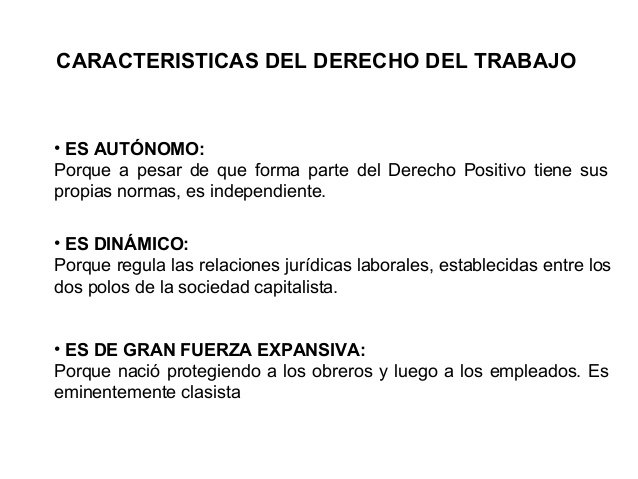 CARACTERISTICAS DEL DERECHO DEL TRABAJO
• ES AUTÓNOMO:
Porque a pesar de que forma parte del Derecho Positivo tiene sus
propias normas, es independiente.
• ES DINÁMICO:
Porque regula las relaciones jurídicas laborales, establecidas entre los
dos polos de la sociedad capitalista.
• ES DE GRAN FUERZA EXPANSIVA:
Porque nació protegiendo a los obreros y luego a los empleados. Es
eminentemente clasista